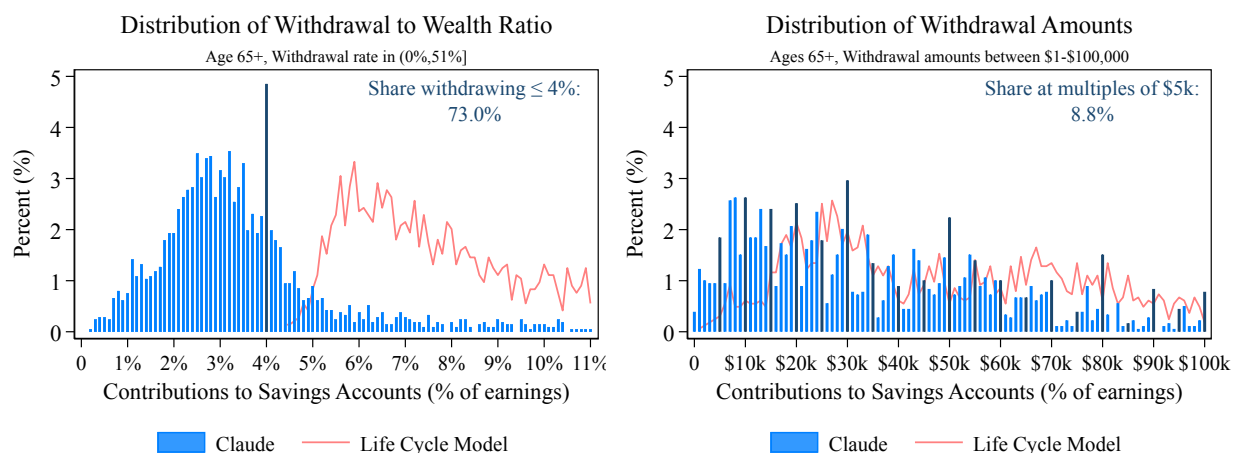 Distribution of Withdrawal to Wealth Ratio
Age 65+, Withdrawal rate in (0%,51%]
Share withdrawing ≤ 4%:
73.0%
Percent (%)
5
4
3
2
1
0
0 1% 2% 3% 4% 5% 6% 7% 8% 9% 10% 11%
Contributions to Savings Accounts (% of earnings)
Claude Life Cycle Model
Distribution of Withdrawal Amounts
Ages 65+, Withdrawal amounts between $1-$100,000
Share at multiples of $5k:
8.8%
Percent (%)
5
4
3
2
1
0
0 $10k $20k $30k $40k $50k $60k $70k $80k $90k $100k
Contributions to Savings Accounts (% of earnings)
Claude Life Cycle Model